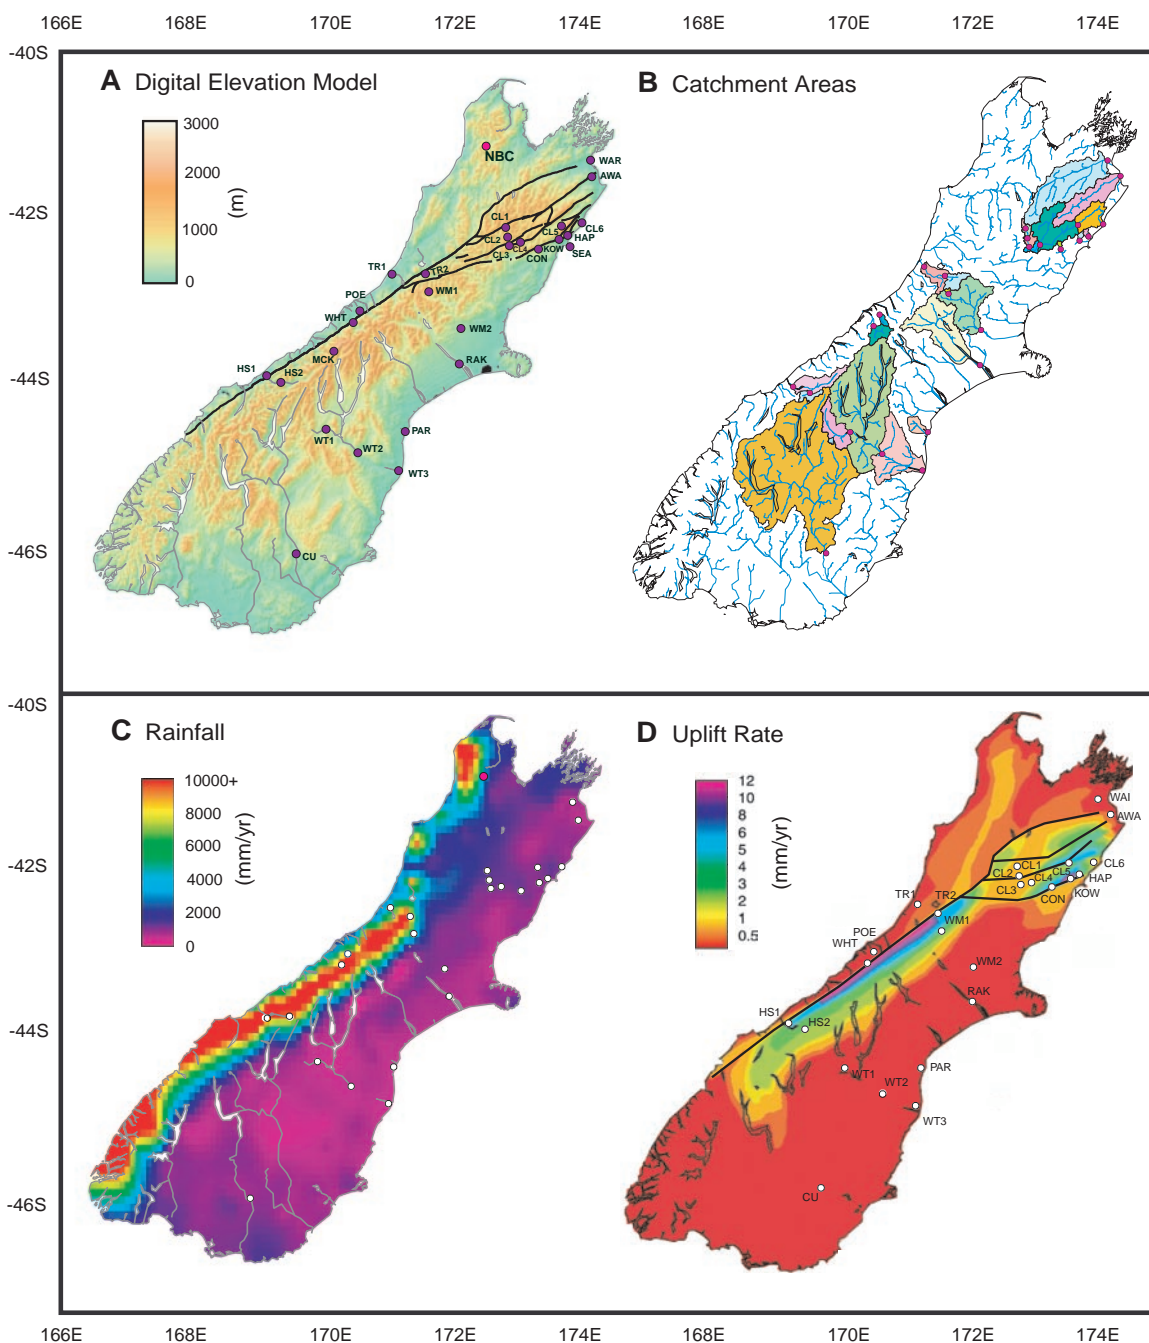 166E 168E 170E 172E 174E 166E 168E 170E 172E 174E
-40S
A Digital Elevation Model
3000
2000
1000
0
(m)
NBC
WAR
AWA
CL1
CL2
CL3
CL4
CL5
CL6
HAP
KOW
SEA
CON
TR1
TR2
WM1
POE
WHT
WM2
MCK
RAK
HS1
HS2
WT1
PAR
WT2
WT3
CU
B Catchment Areas
-42S
-44S
-46S
-40S
C Rainfall
10000+
8000
6000
4000
2000
0
(mm/yr)
D Uplift Rate
12
10
8
6
5
4
3
2
1
0.5
(mm/yr)
WAI
AWA
CL1
CL2
CL3
CL4
CL5
CL6
HAP
KOW
CON
TR1
TR2
WM1
POE
WHT
WM2
RAK
HS1
HS2
WT1
PAR
WT2
WT3
CU
-42S
-44S
-46S
166E 168E 170E 172E 174E 168E 170E 172E 174E